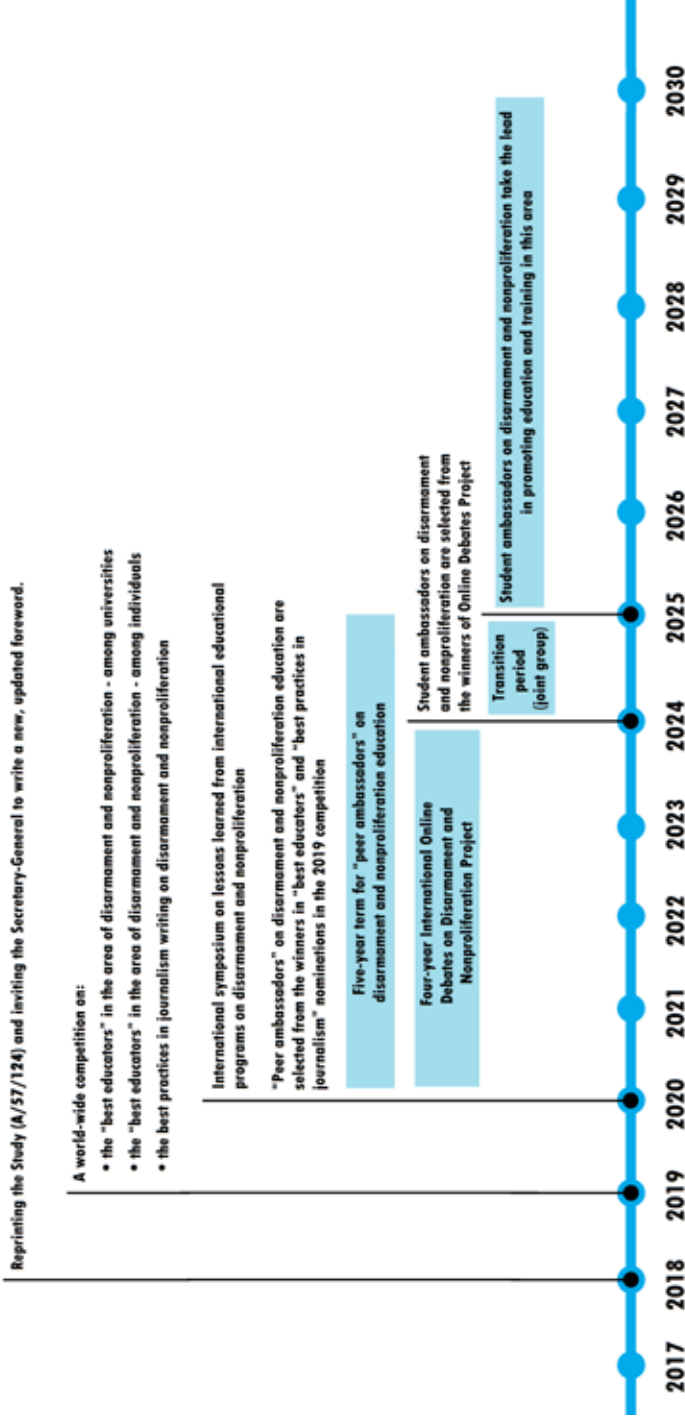 Reprinting the Study (A/57/124) and inviting the Secretary-General to write a new, updated foreword.
A world-wide competition on:
• the "best educators" in the area of disarmament and nonproliferation - among universities
• the "best educators" in the area of disarmament and nonproliferation - among individuals
• the best practices in journalism writing on disarmament and nonproliferation
International symposium on lessons learned from international educational
programs on disarmament and nonproliferation
"Peer ambassadors" on disarmament and nonproliferation education are
selected from the winners in "best educators" and "best practices in
journalism" nominations in the 2019 competition
Five-year term for "peer ambassadors" on
disarmament and nonproliferation education
Four-year International Online
Debates on Disarmament and
Nonproliferation Project
Student ambassadors on disarmament
and nonproliferation are selected from
the winners of Online Debates Project
Transition
period
(joint group)
Student ambassadors on disarmament and nonproliferation take the lead
in promoting education and training in this area
2017
2018
2019
2020
2021
2022
2023
2024
2025
2026
2027
2028
2029
2030